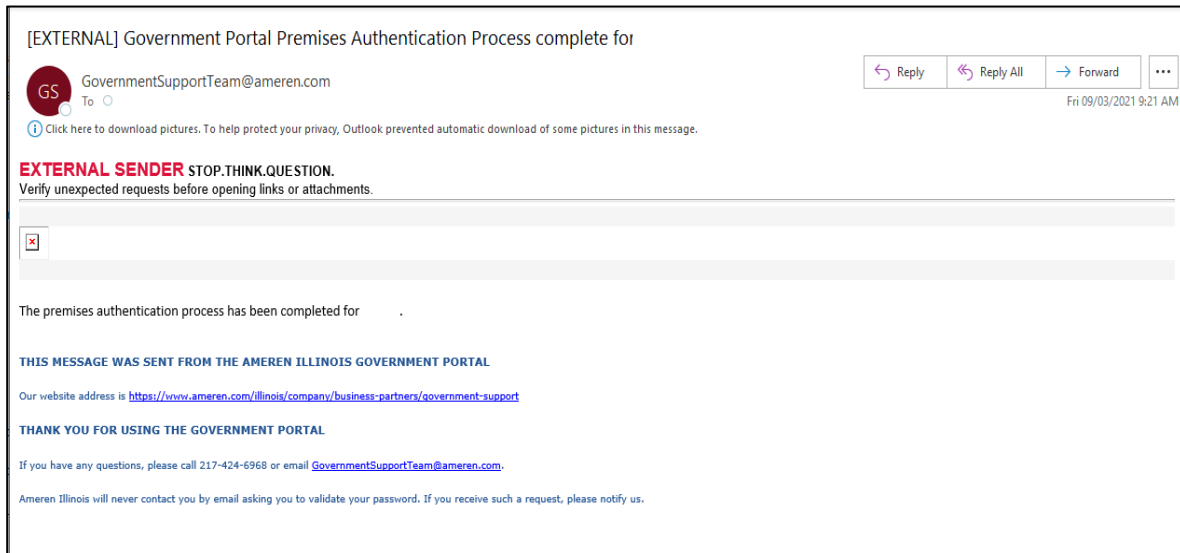 [EXTERNAL] Government Portal Premises Authentication Process complete for
GS
GovernmentSupportTeam@ameren.com
To
Reply
Reply All
Forward
...
Fri 09/03/2021 9:21 AM
Click here to download pictures. To help protect your privacy, Outlook prevented automatic download of some pictures in this message.
EXTERNAL SENDER STOP.THINK.QUESTION.
Verify unexpected requests before opening links or attachments.
The premises authentication process has been completed for .
THIS MESSAGE WAS SENT FROM THE AMEREN ILLINOIS GOVERNMENT PORTAL
Our website address is https://www.ameren.com/illinois/company/business-partners/government-support
THANK YOU FOR USING THE GOVERNMENT PORTAL
If you have any questions, please call 217-424-6968 or email GovernmentSupportTeam@ameren.com.
Ameren Illinois will never contact you by email asking you to validate your password. If you receive such a request, please notify us.